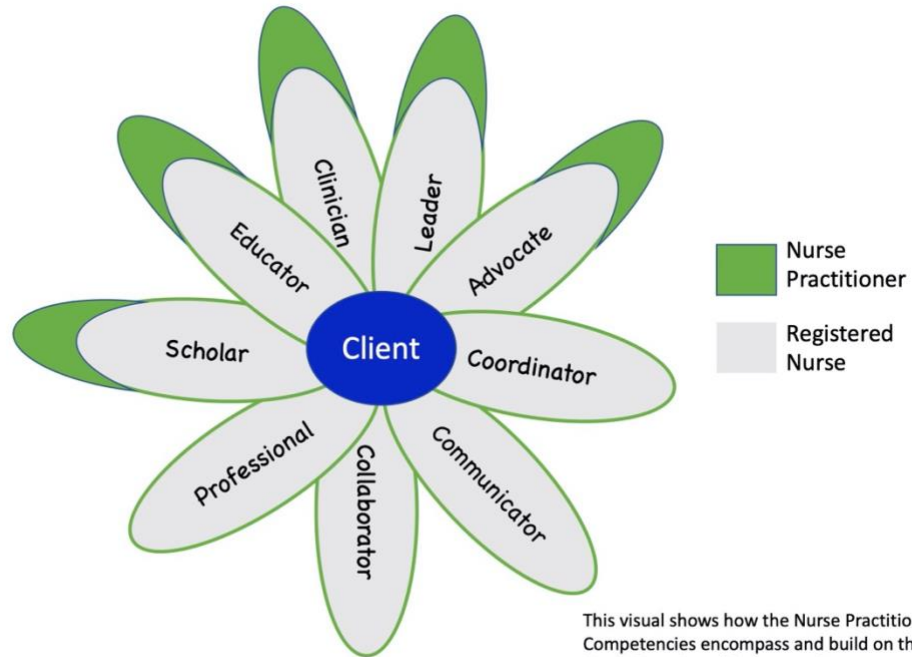 Clinician
Leader
Educator
Advocate
Scholar
Client
Coordinator
Professional
Collaborator
Communicator
Nurse
Practitioner
Registered
Nurse
This visual shows how the Nurse
Competencies encompass and build on